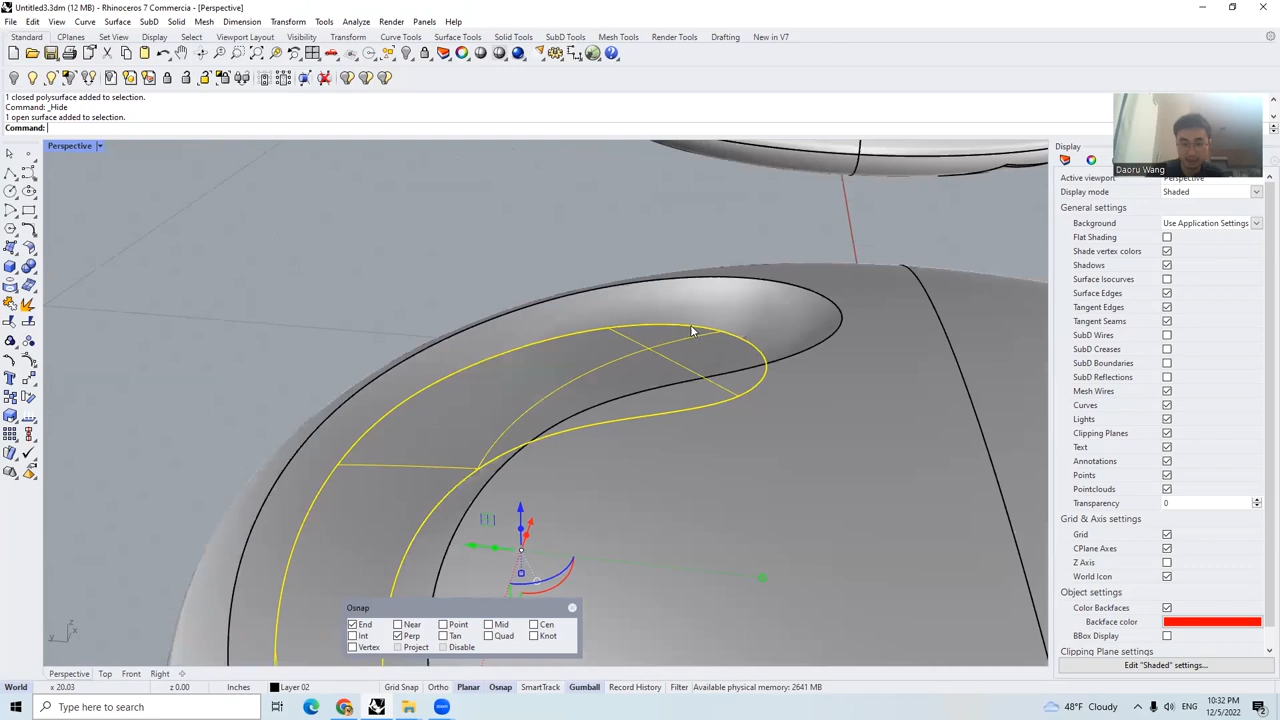 Untitled3.3dm (12 MB) - Rhinoceros 7 Commercia - [Perspective]
File Edit View Curve Surface SubD Solid Mesh Dimension Transform Tools Analyze Render Panels Help
Standard CPlanes Set View Display Select Viewport Layout Visibility Transform Curve Tools Surface Tools Solid Tools SubD Tools Mesh Tools Render Tools Drafting New in V7
1 closed polysurface added to selection.
Command: _Hide
1 open surface added to selection.
Command:
Perspective
Display
Daoru Wang
Active viewport Perspective
Display mode Shaded
General settings
Background Use Application Settings
Flat Shading
Shade vertex colors
Shadows
Surface Isocurves
Surface Edges
Tangent Edges
Tangent Seams
SubD Wires
SubD Creases
SubD Boundaries
SubD Reflections
Mesh Wires
Curves
Lights
Clipping Planes
Text
Annotations
Points
Pointclouds
Transparency 0
Grid & Axis settings
Grid
CPlane Axes
Z Axis
World Icon
Object settings
Color Backfaces
Backface color
BBox Display
Clipping Plane settings
Edit "Shaded" settings...
Osnap
End Near Point Mid Cen
Int Perp Tan Quad Knot
Vertex Project Disable
z
y x
Perspective Top Front Right
World x 20.03 z 0.00 Inches Layer 02 Grid Snap Ortho Planar Osnap SmartTrack Gumball Record History Filter Available physical memory: 2641 MB
Type here to search
48°F Cloudy
ENG
10:32 PM
12/5/2022
2